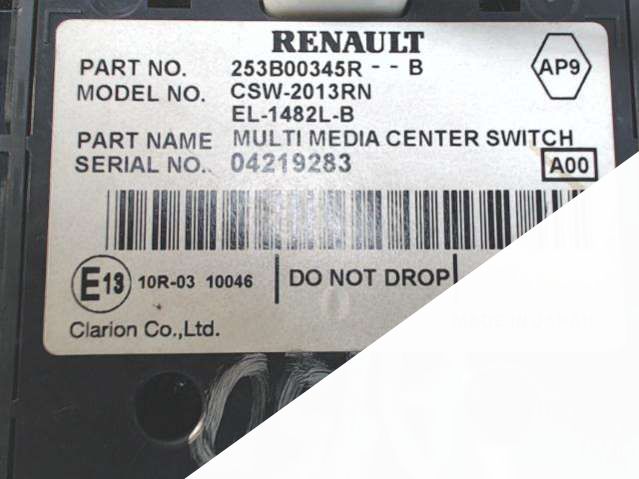 RENAULT
PART NO. 253B00345R - - B AP9
MODEL NO. CSW-2013RN
EL-1482L-B
PART NAME MULTI MEDIA CENTER SWITCH
SERIAL NO. 04219283 A00
E13 10R-03 10046 DO NOT DROP
Clarion Co.,Ltd.